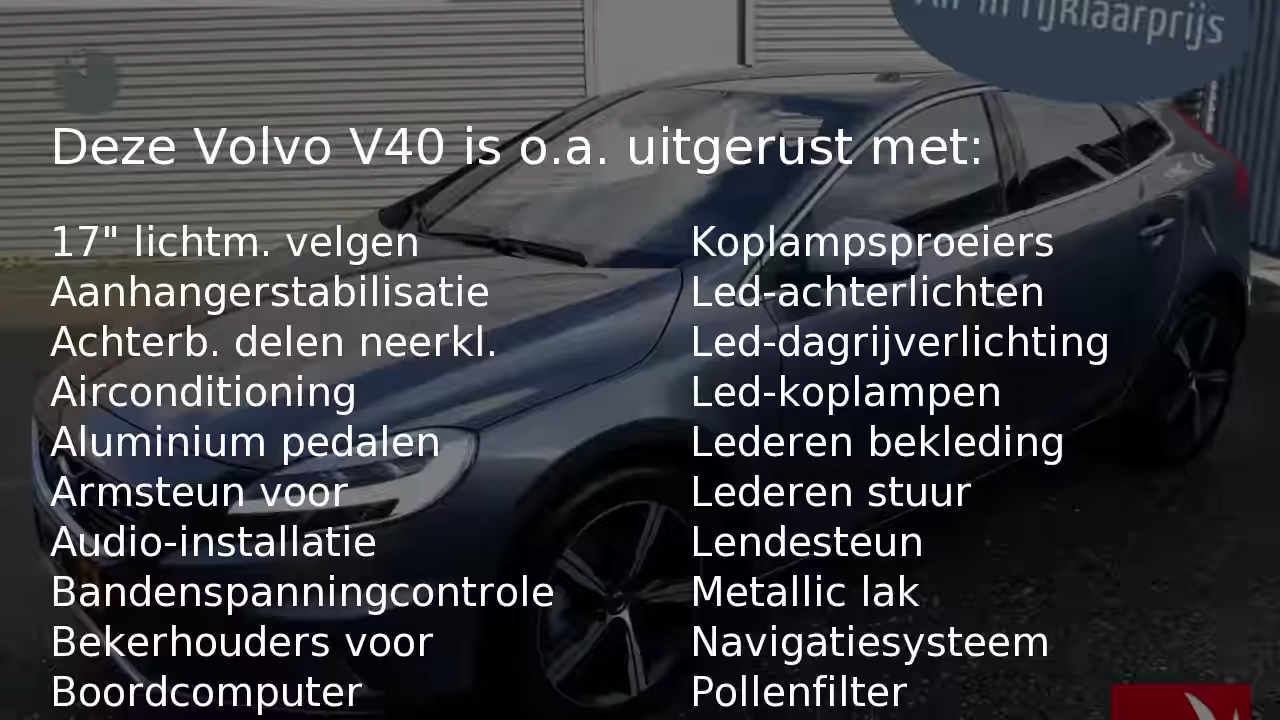 rijklaarprijs
Deze Volvo V40 is o.a. uitgerust met:
17" lichtm. velgen
Aanhangerstabilisatie
Achterb. delen neerkl.
Airconditioning
Aluminium pedalen
Armsteun voor
Audio-installatie
Bandenspanningcontrole
Bekerhouders voor
Boordcomputer
Koplampsproeiers
Led-achterlichten
Led-dagrijverlichting
Led-koplampen
Lederen bekleding
Lederen stuur
Lendesteun
Metallic lak
Navigatiesysteem
Pollenfilter